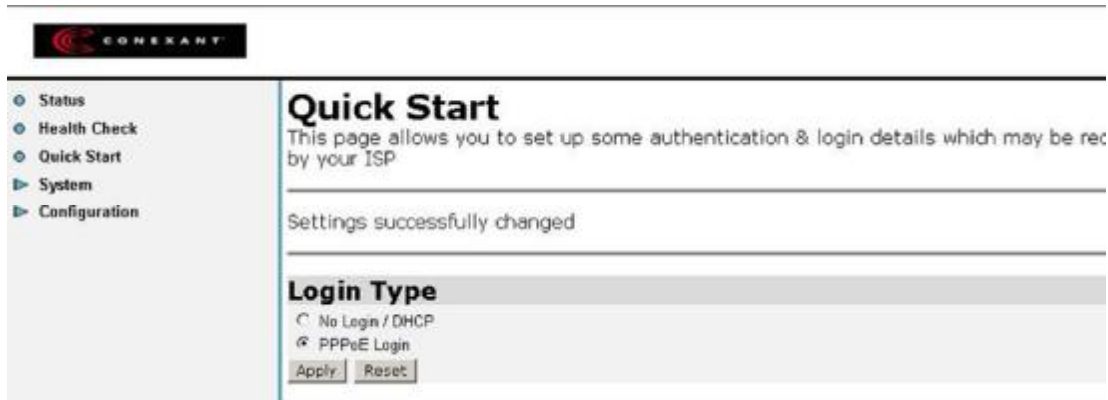 CONEXANT
Status
Health Check
Quick Start
System
Configuration
Quick Start
This page allows you to set up some authentication & login details which may be
by your ISP
Settings successfully changed
Login Type
No Login / DHCP
PPPoE Login
Apply Reset